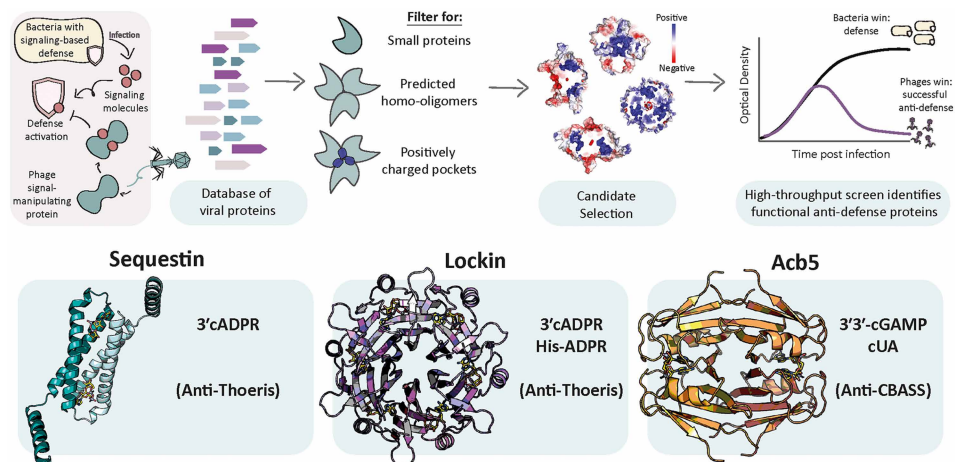 Bacteria with
signaling-based
defense
Infection
Signaling
molecules
Defense
activation
Phage
signal-
manipulating
protein
Database of
viral proteins
Filter for:
Small proteins
Predicted
homo-oligomers
Positively
charged pockets
Positive
Negative
Candidate
Selection
Optical Density
Time post infection
Bacteria win:
defense
Phages win:
successful
anti-defense
High-throughput screen identifies
functional anti-defense proteins
Sequestin
3'cADPR
(Anti-Thoeris)
Lockin
3'cADPR
His-ADPR
(Anti-Thoeris)
Acb5
3'3'-cGAMP
cUA
(Anti-CBASS)